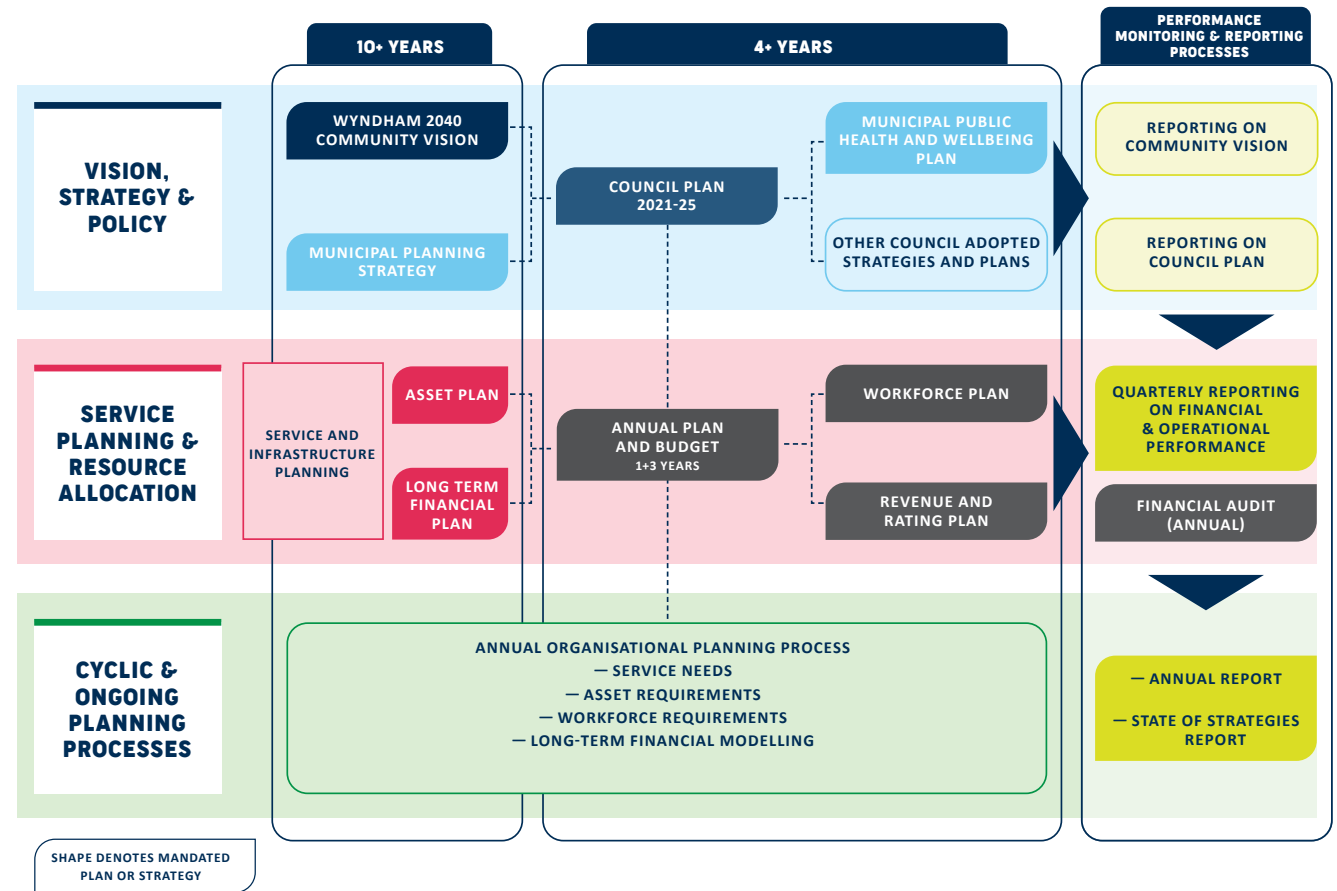 10+ YEARS
4+ YEARS
PERFORMANCE
MONITORING & REPORTING
PROCESSES
VISION,
STRATEGY &
POLICY
WYNDHAM 2040
COMMUNITY VISION
MUNICIPAL PLANNING
STRATEGY
COUNCIL PLAN
2021-25
MUNICIPAL PUBLIC
HEALTH AND WELLBEING
PLAN
OTHER COUNCIL ADOPTED
STRATEGIES AND PLANS
REPORTING ON
COMMUNITY VISION
REPORTING ON
COUNCIL PLAN
SERVICE
PLANNING &
RESOURCE
ALLOCATION
SERVICE AND
INFRASTRUCTURE
PLANNING
ASSET PLAN
LONG TERM
FINANCIAL
PLAN
ANNUAL PLAN
AND BUDGET
1+3 YEARS
WORKFORCE PLAN
REVENUE AND
RATING PLAN
QUARTERLY REPORTING
ON FINANCIAL
& OPERATIONAL
PERFORMANCE
FINANCIAL AUDIT
(ANNUAL)
CYCLIC &
ONGOING
PLANNING
PROCESSES
ANNUAL ORGANISATIONAL PLANNING PROCESS
— SERVICE NEEDS
— ASSET REQUIREMENTS
— WORKFORCE REQUIREMENTS
— LONG-TERM FINANCIAL MODELLING
— ANNUAL REPORT
— STATE OF STRATEGIES
REPORT
SHAPE DENOTES MANDATED
PLAN OR STRATEGY